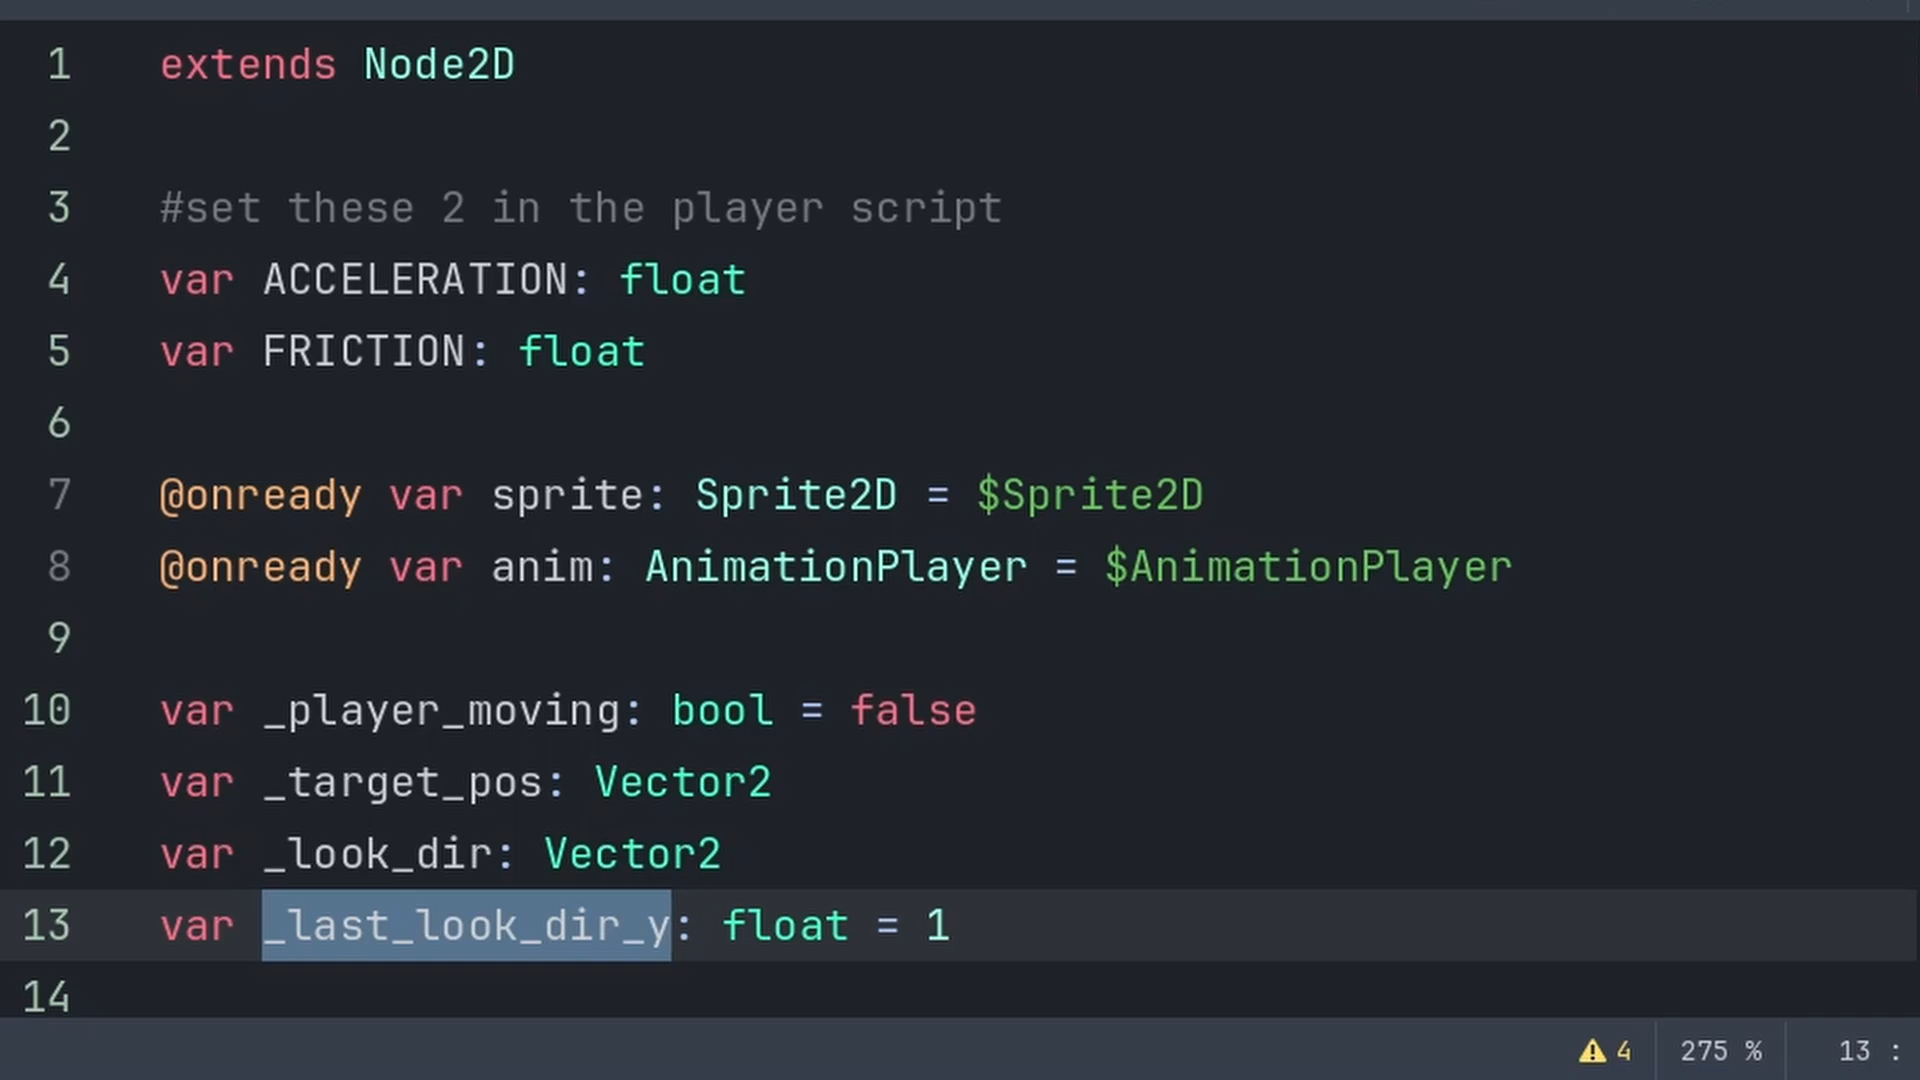 1 extends Node2D
2
3 #set these 2 in the player script
4 var ACCELERATION: float
5 var FRICTION: float
6
7 @onready var sprite: Sprite2D = $Sprite2D
8 @onready var anim: AnimationPlayer = $AnimationPlayer
9
10 var _player_moving: bool = false
11 var _target_pos: Vector2
12 var _look_dir: Vector2
13 var _last_look_dir_y: float = 1
14
4 275 % 13 :